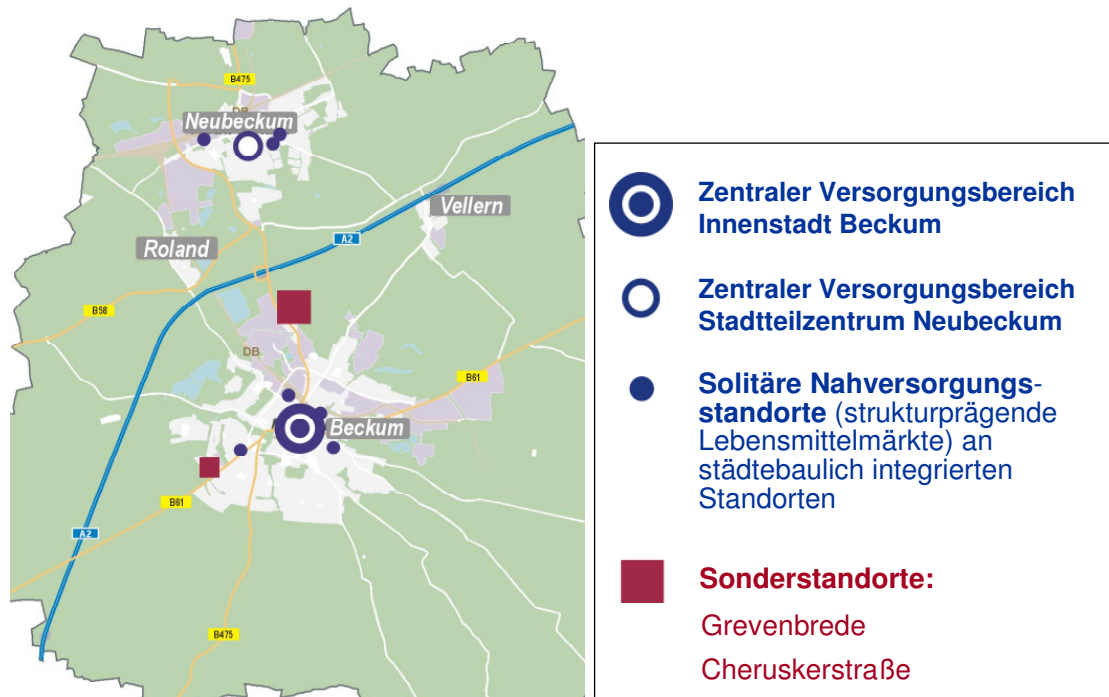 B475
DB
Neubeckum
Vellern
Roland
A2
B58
DB
B61
Beckum
B61
A2
B475
Zentraler Versorgungsbereich
Innenstadt Beckum
Zentraler Versorgungsbereich
Stadtteilzentrum Neubeckum
Solitäre Nahversorgungs-
standorte (strukturprägende
Lebensmittelmärkte) an
städtebaulich integrierten
Standorten
Sonderstandorte:
Grevenbrede
Cheruskerstraße